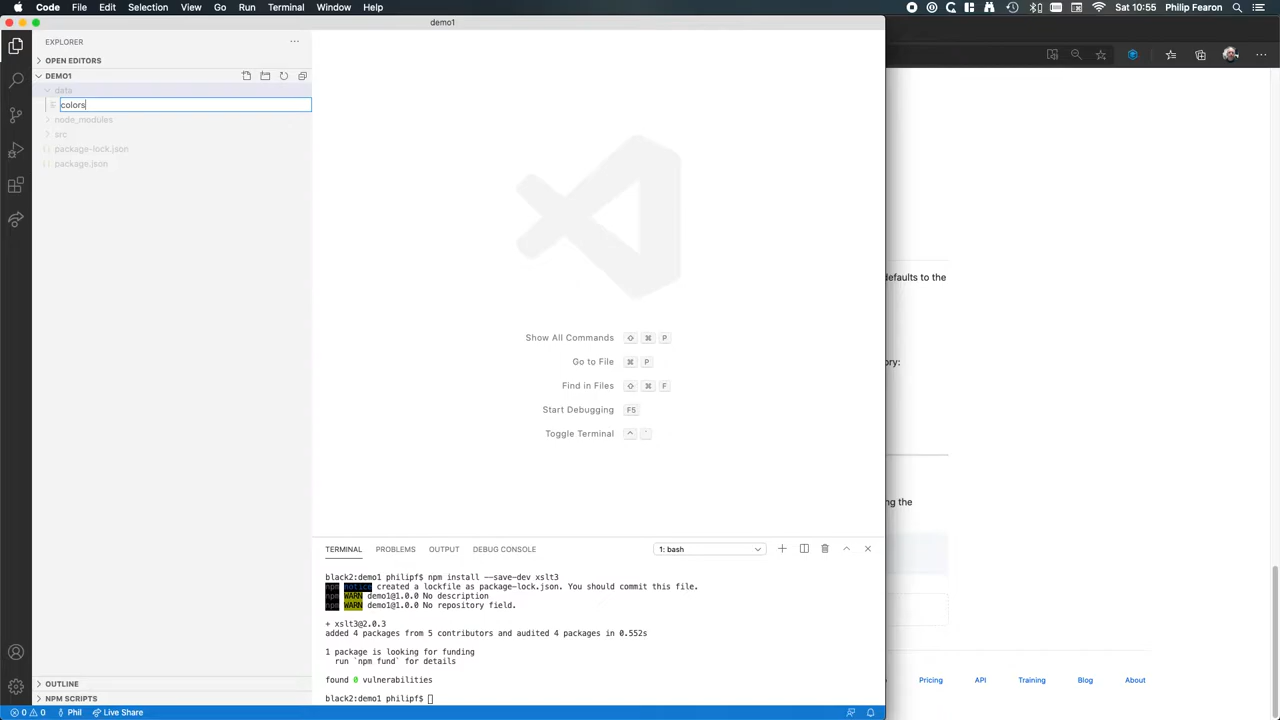 Code File Edit Selection View Go Run Terminal Window Help
Sat 10:55 Philip Fearon
demo1
EXPLORER
OPEN EDITORS
DEMO1
data
colors
node_modules
src
package-lock.json
package.json
Show All Commands ⇧ ⌘ P
Go to File ⌘ P
Find in Files ⇧ ⌘ F
Start Debugging F5
Toggle Terminal ^ `
defaults to the
ory:
ng the
Pricing API Training Blog About
TERMINAL PROBLEMS OUTPUT DEBUG CONSOLE 1: bash
black2:demo1 philipf$ npm install --save-dev xslt3
npm notice created a lockfile as package-lock.json. You should commit this file.
npm WARN demo1@1.0.0 No description
npm WARN demo1@1.0.0 No repository field.
+ xslt3@2.0.3
added 4 packages from 5 contributors and audited 4 packages in 0.552s
1 package is looking for funding
run `npm fund` for details
found 0 vulnerabilities
black2:demo1 philipf$
OUTLINE
NPM SCRIPTS
0 0 Phil Live Share